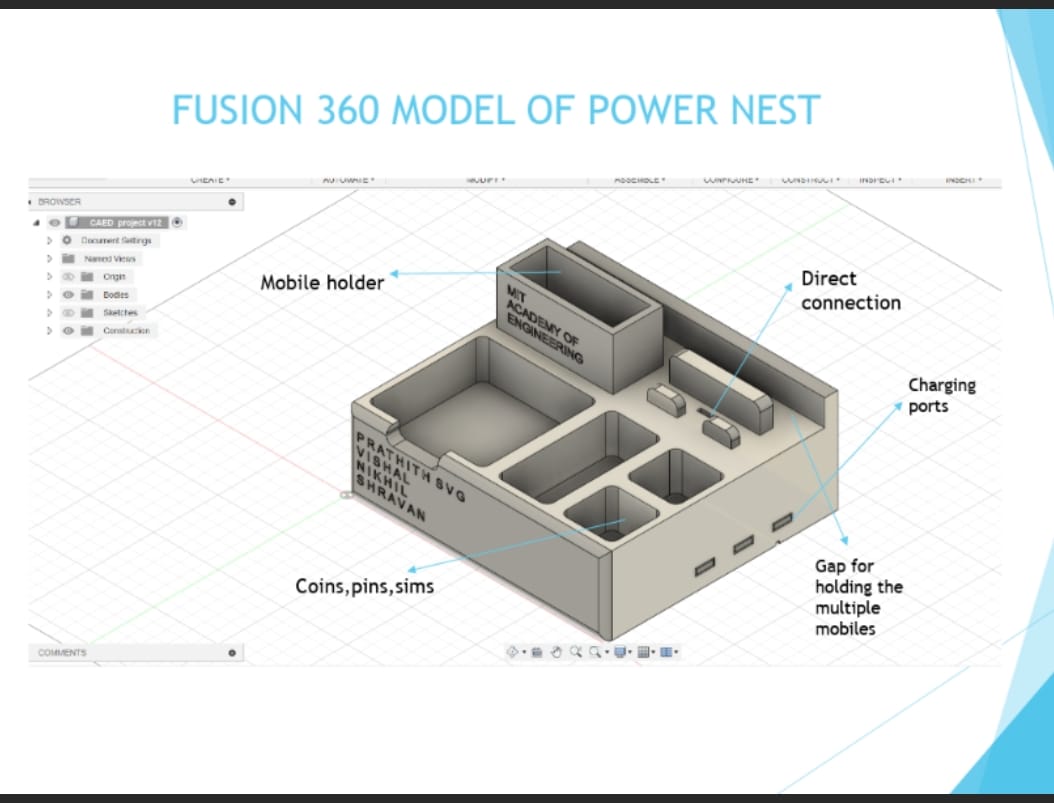 FUSION 360 MODEL OF POWER NEST
CREATE
AUTOMATE
MODIFY
ASSEMBLE
CONFIGURE
CONSTRUCT
INSPECT
INSERT
BROWSER
CAED project v12
Document Settings
Named Views
Origin
Bodies
Sketches
Construction
Mobile holder
MIT
ACADEMY OF
ENGINEERING
Direct
connection
Charging
ports
PRATHITH SVG
VISHAL
NIKHIL
SHRAVAN
Coins,pins,sims
Gap for
holding the
multiple
mobiles
COMMENTS